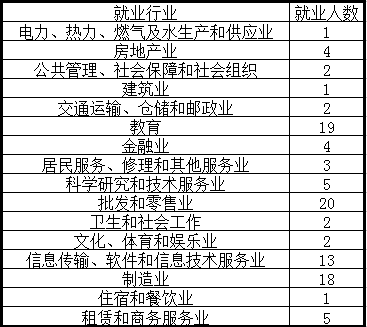 就业行业 就业人数
电力、热力、燃气及水生产和供应业 1
房地产业 4
公共管理、社会保障和社会组织 2
建筑业 1
交通运输、仓储和邮政业 2
教育 19
金融业 4
居民服务、修理和其他服务业 3
科学研究和技术服务业 5
批发和零售业 20
卫生和社会工作 2
文化、体育和娱乐业 2
信息传输、软件和信息技术服务业 13
制造业 18
住宿和餐饮业 1
租赁和商务服务业 5